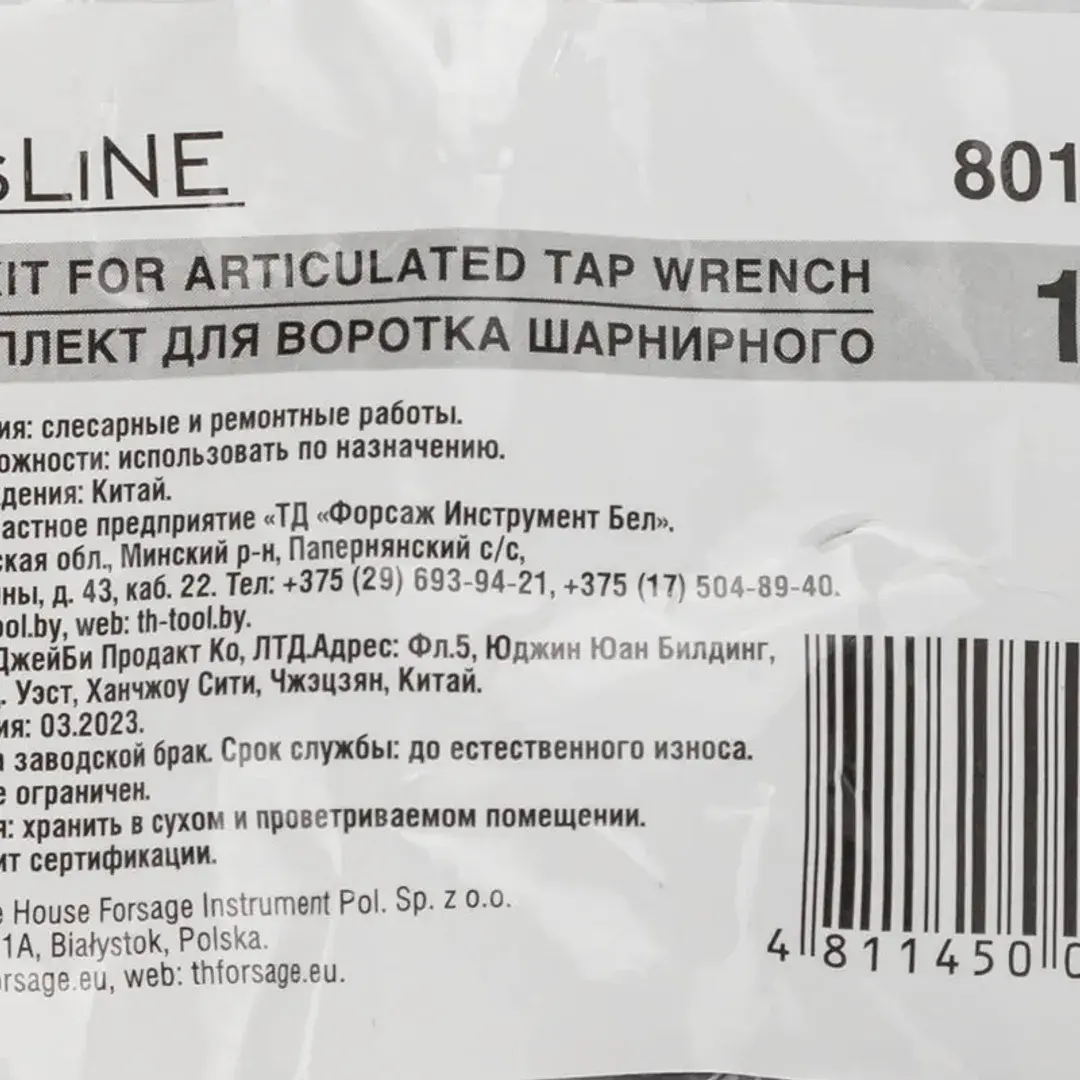 sLiNE
801
KIT FOR ARTICULATED TAP WRENCH
1
ПЛЕКТ ДЛЯ ВОРОТКА ШАРНИРНОГО
ия: слесарные и ремонтные работы.
ожности: использовать по назначению.
дения: Китай.
астное предприятие «ТД «Форсаж Инструмент Бел».
ская обл., Минский р-н, Папернянский с/с,
ны, д. 43, каб. 22. Тел: +375 (29) 693-94-21, +375 (17) 504-89-40.
ool.by, web: th-tool.by.
ДжейБи Продакт Ко, ЛТД.Адрес: Фл.5, Юджин Юан Билдинг,
. Уэст, Ханчжоу Сити, Чжэцзян, Китай.
ия: 03.2023.
а заводской брак. Срок службы: до естественного износа.
е ограничен.
я: хранить в сухом и проветриваемом помещении.
ит сертификации.
e House Forsage Instrument Pol. Sp. z o.o.
1A, Białystok, Polska.
orsage.eu, web: thforsage.eu.
4 811450 0